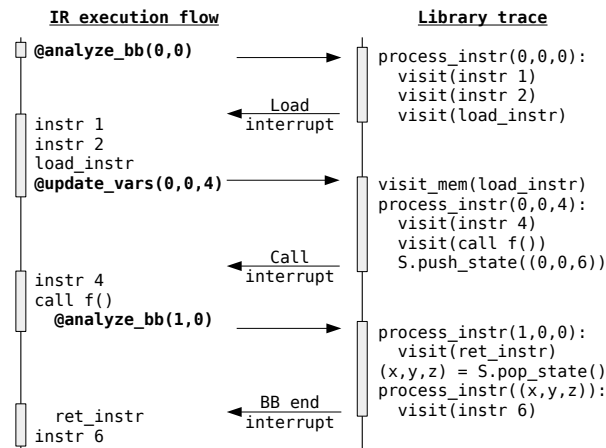 IR execution flow
Library trace
@analyze_bb(0,0)
process_instr(0,0,0):
visit(instr 1)
visit(instr 2)
visit(load_instr)
Load
interrupt
instr 1
instr 2
load_instr
@update_vars(0,0,4)
visit_mem(load_instr)
process_instr(0,0,4):
visit(instr 4)
visit(call f())
S.push_state((0,0,6))
Call
interrupt
instr 4
call f()
@analyze_bb(1,0)
process_instr(1,0,0):
visit(ret_instr)
(x,y,z) = S.pop_state()
process_instr((x,y,z)):
visit(instr 6)
BB end
interrupt
ret_instr
instr 6